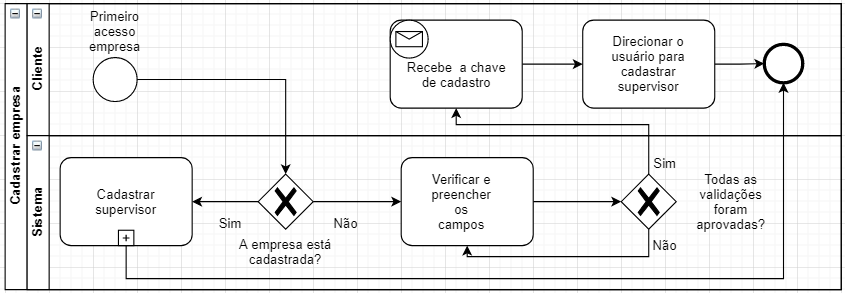 Cadastrar empresa
Cliente
Primeiro
acesso
empresa
Recebe a chave
de cadastro
Direcionar o
usuário para
cadastrar
supervisor
Sistema
Cadastrar
supervisor
Sim
A empresa está
cadastrada?
Não
Verificar e
preencher
os
campos
Sim
Não
Todas as
validações
foram
aprovadas?